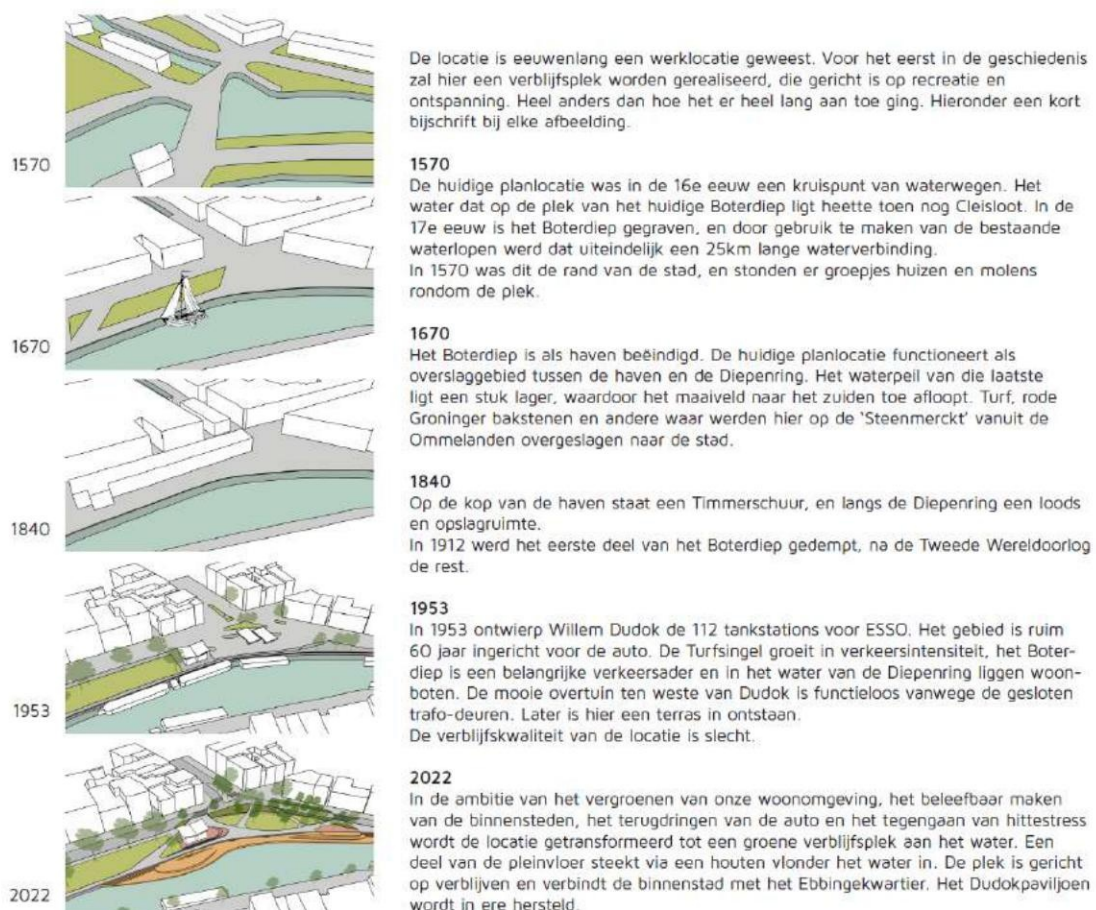 De locatie is eeuwenlang een werklocatie geweest. Voor het eerst in de geschiedenis
zal hier een verblijfsplek worden gerealiseerd, die gericht is op recreatie en
ontspanning. Heel anders dan hoe het er heel lang aan toe ging. Hieronder een kort
bijschrift bij elke afbeelding.
1570
1570
De huidige planlocatie was in de 16e eeuw een kruispunt van waterwegen. Het
water dat op de plek van het huidige Boterdiep ligt heette toen nog Cleisloot. In de
17e eeuw is het Boterdiep gegraven, en door gebruik te maken van de bestaande
waterlopen werd dat uiteindelijk een 25km lange waterverbinding.
In 1570 was dit de rand van de stad, en stonden er groepjes huizen en molens
rondom de plek.
1670
1670
Het Boterdiep is als haven beëindigd. De huidige planlocatie functioneert als
overslaggebied tussen de haven en de Diepenring. Het waterpeil van die laatste
ligt een stuk lager, waardoor het maaiveld naar het zuiden toe afloopt. Turf, rode
Groninger bakstenen en andere waar werden hier op de 'Steenmerckt' vanuit de
Ommelanden overgeslagen naar de stad.
1840
1840
Op de kop van de haven staat een Timmerschuur, en langs de Diepenring een loods
en opslagruimte.
In 1912 werd het eerste deel van het Boterdiep gedempt, na de Tweede Wereldoorlog
de rest.
1953
1953
In 1953 ontwierp Willem Dudok de 112 tankstations voor ESSO. Het gebied is ruim
60 jaar ingericht voor de auto. De Turfsingel groeit in verkeersintensiteit, het Boter-
diep is een belangrijke verkeersader en in het water van de Diepenring liggen woon-
boten. De mooie overtuin ten weste van Dudok is functieloos vanwege de gesloten
trafo-deuren. Later is hier een terras in ontstaan.
De verblijfskwaliteit van de locatie is slecht.
2022
2022
In de ambitie van het vergroenen van onze woonomgeving, het beleefbaar maken
van de binnensteden, het terugdringen van de auto en het tegengaan van hittestress
wordt de locatie getransformeerd tot een groene verblijfsplek aan het water. Een
deel van de pleinvloer steekt via een houten vlonder het water in. De plek is gericht
op verblijven en verbindt de binnenstad met het Ebbingekwartier. Het Dudokpaviljoen
wordt in ere hersteld.